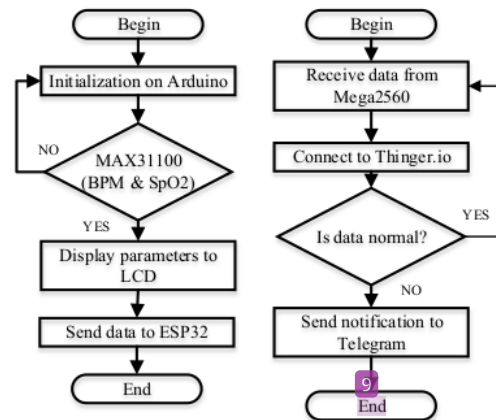 Begin
Initialization on Arduino
NO
MAX31100
(BPM & SpO2)
YES
Display parameters to
LCD
Send data to ESP32
End
Begin
Receive data from
Mega2560
Connect to Thinger.io
YES
Is data normal?
NO
Send notification to
Telegram
9
End